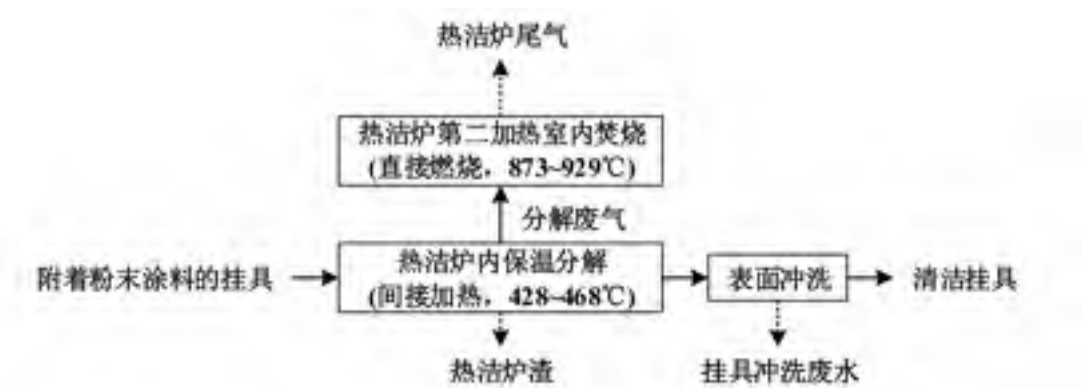 热洁炉尾气
热洁炉第二加热室内焚烧
(直接燃烧，873~929℃)
分解废气
附着粉末涂料的挂具
热洁炉内保温分解
(间接加热，428~468℃)
表面冲洗
清洁挂具
热洁炉渣
挂具冲洗废水